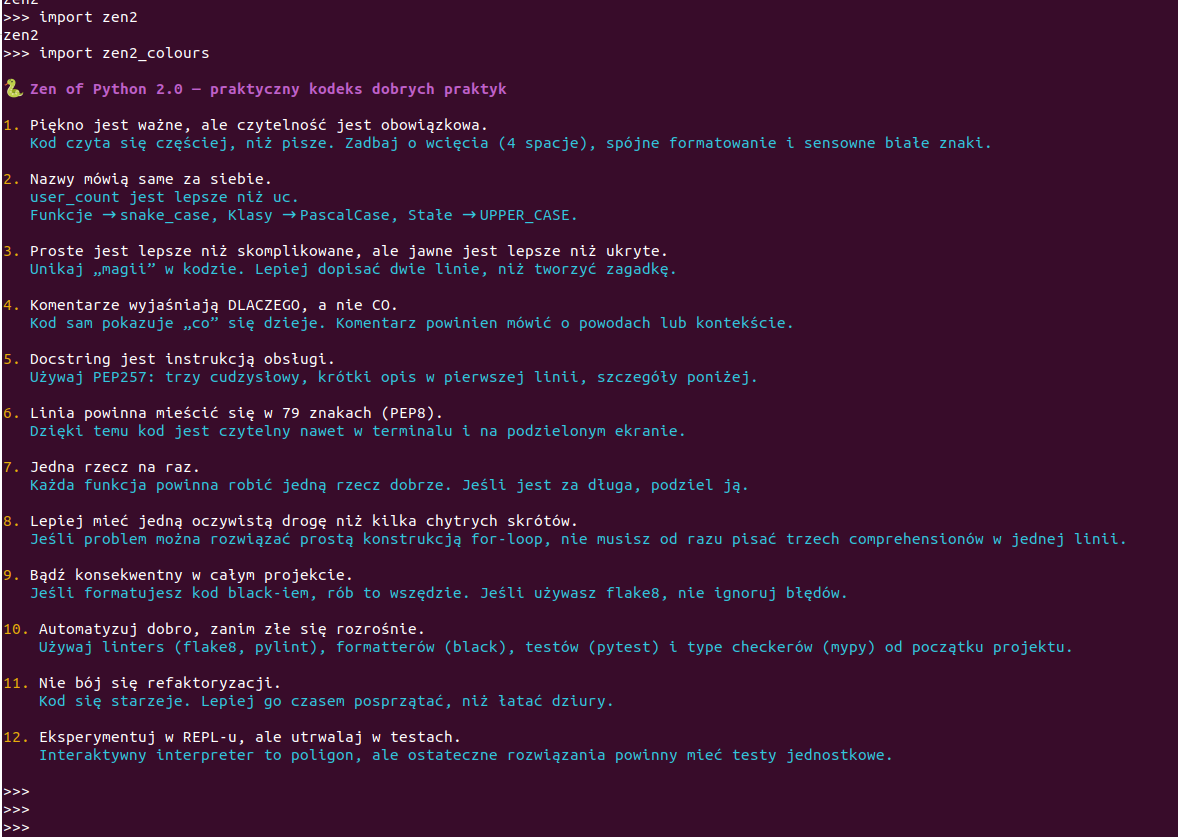 zen2
>>> import zen2
zen2
>>> import zen2_colours
🐍 Zen of Python 2.0 — praktyczny kodeks dobrych praktyk
1. Piękno jest ważne, ale czytelność jest obowiązkowa.
Kod czyta się częściej, niż pisze. Zadbaj o wcięcia (4 spacje), spójne formatowanie i sensowne białe znaki.
2. Nazwy mówią same za siebie.
user_count jest lepsze niż uc.
Funkcje → snake_case, Klasy → PascalCase, Stałe → UPPER_CASE.
3. Proste jest lepsze niż skomplikowane, ale jawne jest lepsze niż ukryte.
Unikaj „magii” w kodzie. Lepiej dopisać dwie linie, niż tworzyć zagadkę.
4. Komentarze wyjaśniają DLACZEGO, a nie CO.
Kod sam pokazuje „co” się dzieje. Komentarz powinien mówić o powodach lub kontekście.
5. Docstring jest instrukcją obsługi.
Używaj PEP257: trzy cudzysłowy, krótki opis w pierwszej linii, szczegóły poniżej.
6. Linia powinna mieścić się w 79 znakach (PEP8).
Dzięki temu kod jest czytelny nawet w terminalu i na podzielonym ekranie.
7. Jedna rzecz na raz.
Każda funkcja powinna robić jedną rzecz dobrze. Jeśli jest za długa, podziel ją.
8. Lepiej mieć jedną oczywistą drogę niż kilka chytrych skrótów.
Jeśli problem można rozwiązać prostą konstrukcją for-loop, nie musisz od razu pisać trzech comprehensionów w jednej linii.
9. Bądź konsekwentny w całym projekcie.
Jeśli formatujesz kod black-iem, rób to wszędzie. Jeśli używasz flake8, nie ignoruj błędów.
10. Automatyzuj dobro, zanim złe się rozrośnie.
Używaj linters (flake8, pylint), formatterów (black), testów (pytest) i type checkerów (mypy) od początku projektu.
11. Nie bój się refaktoryzacji.
Kod się starzeje. Lepiej go czasem posprzątać, niż łatać dziury.
12. Eksperymentuj w REPL-u, ale utrwalaj w testach.
Interaktywny interpreter to poligon, ale ostateczne rozwiązania powinny mieć testy jednostkowe.
>>>
>>>
>>>